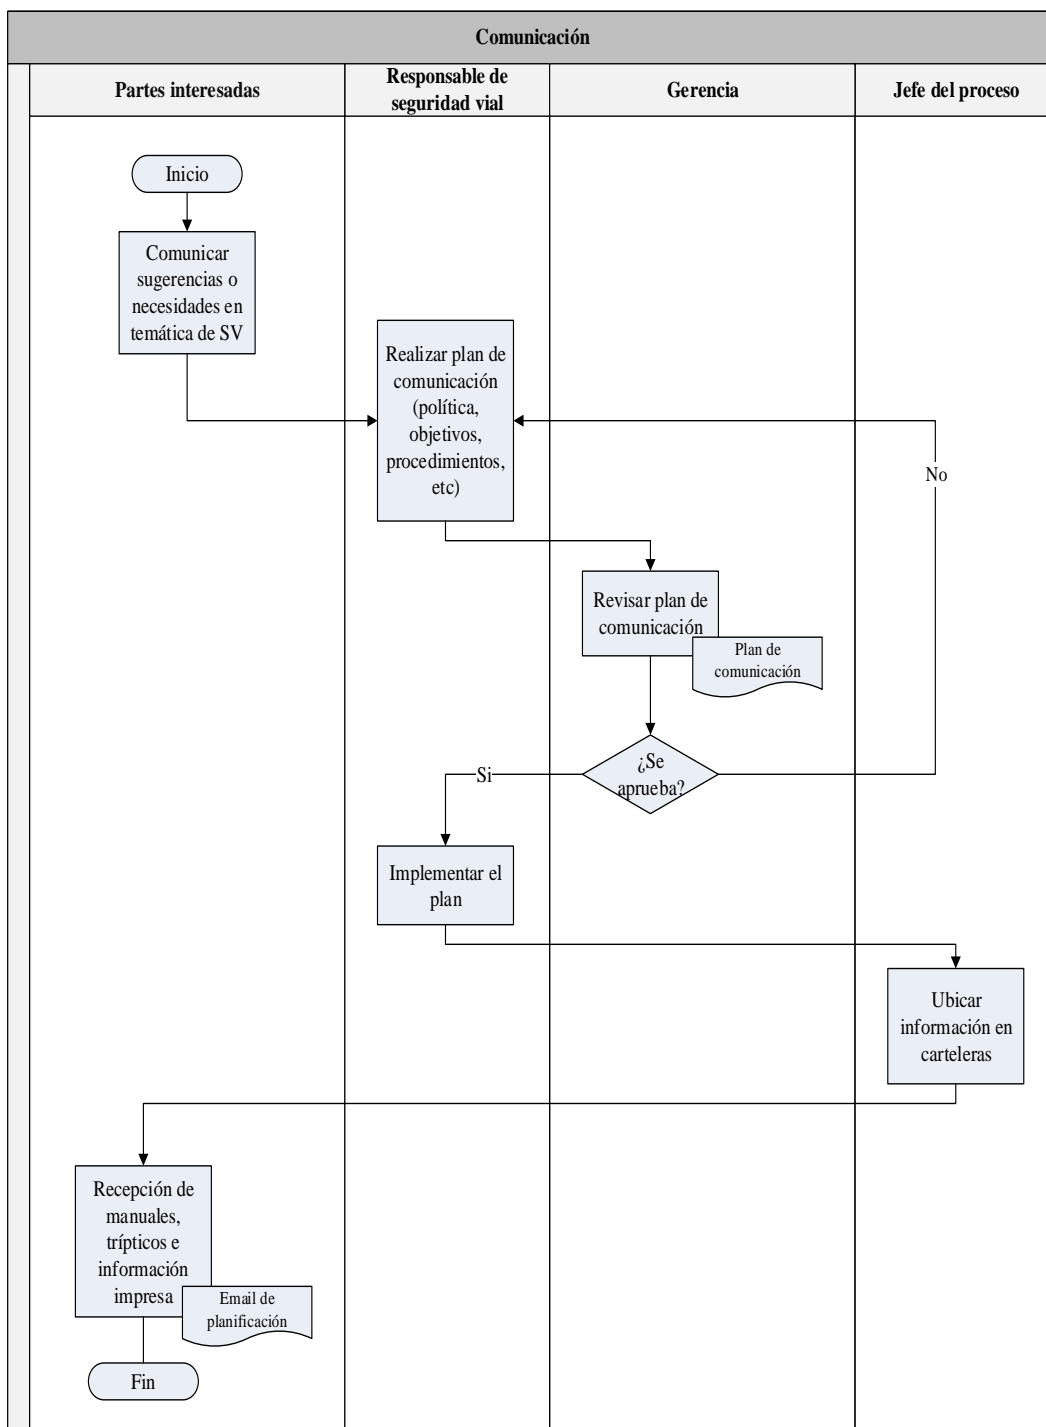 Comunicación
Partes interesadas
Responsable de
seguridad vial
Gerencia
Jefe del proceso
Inicio
Comunicar
sugerencias o
necesidades en
temática de SV
Realizar plan de
comunicación
(política,
objetivos,
procedimientos,
etc)
No
Revisar plan de
comunicación
Plan de
comunicación
¿Se
aprueba?
Si
Implementar el
plan
Ubicar
información en
carteleras
Recepción de
manuales,
trípticos e
información
impresa
Email de
planificación
Fin